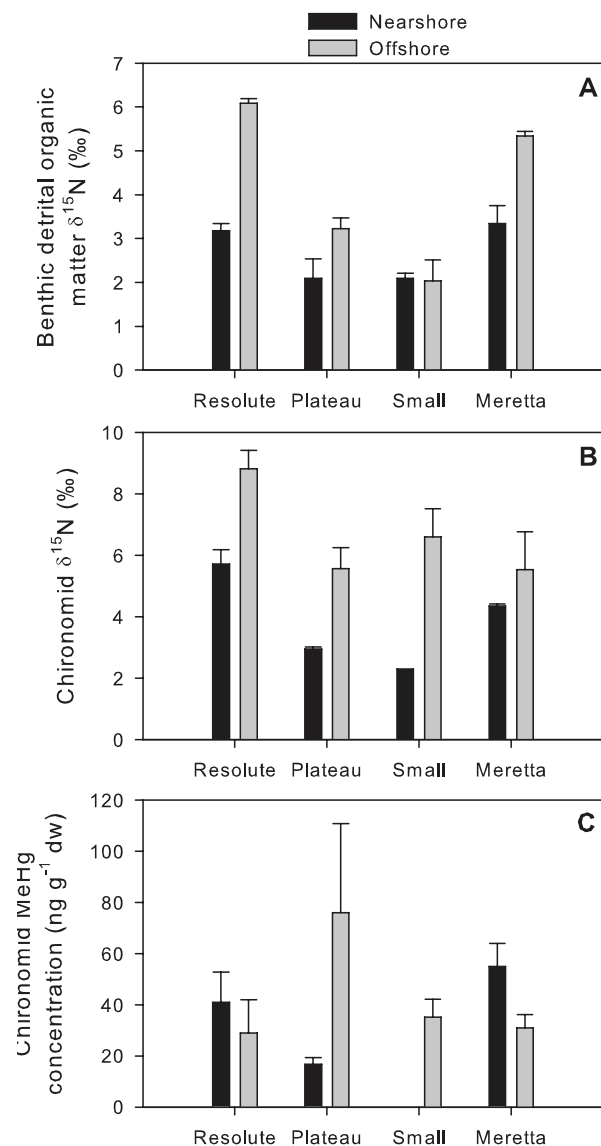 Nearshore
Offshore
A
Benthic detrital organic
matter δ¹⁵N (‰)
7
6
5
4
3
2
1
0
Resolute Plateau Small Meretta
B
Chironomid δ¹⁵N (‰)
10
8
6
4
2
0
Resolute Plateau Small Meretta
C
Chironomid MeHg
concentration (ng g⁻¹ dw)
120
100
80
60
40
20
0
Resolute Plateau Small Meretta